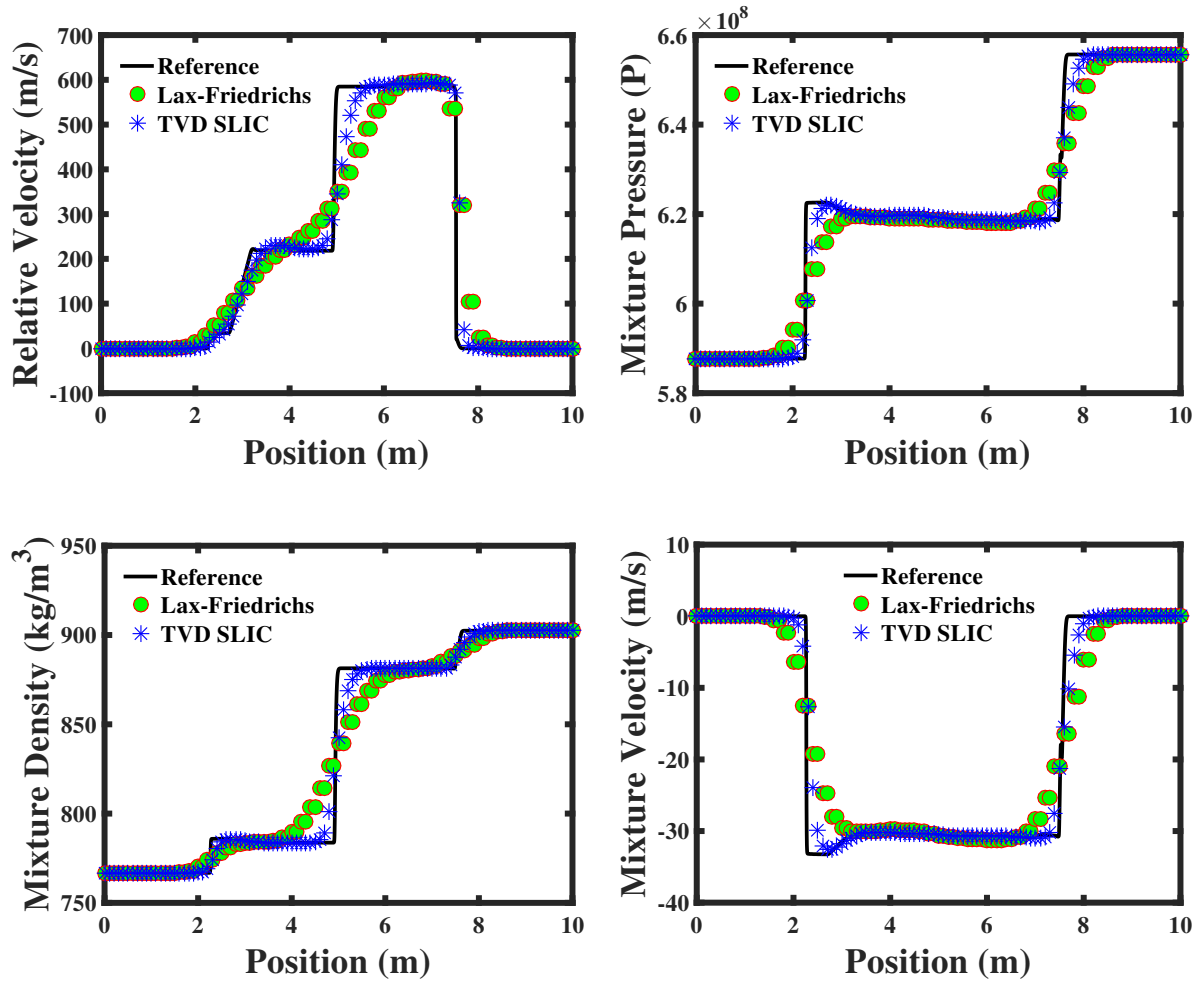 Relative Velocity (m/s)
700
600
500
400
300
200
100
0
-100
Reference
Lax-Friedrichs
TVD SLIC
0 2 4 6 8 10
Position (m)
×10⁸
Mixture Pressure (P)
6.6
6.4
6.2
6
5.8
Reference
Lax-Friedrichs
TVD SLIC
0 2 4 6 8 10
Position (m)
Mixture Density (kg/m³)
950
900
850
800
750
Reference
Lax-Friedrichs
TVD SLIC
0 2 4 6 8 10
Position (m)
Mixture Velocity (m/s)
10
0
-10
-20
-30
-40
Reference
Lax-Friedrichs
TVD SLIC
0 2 4 6 8 10
Position (m)